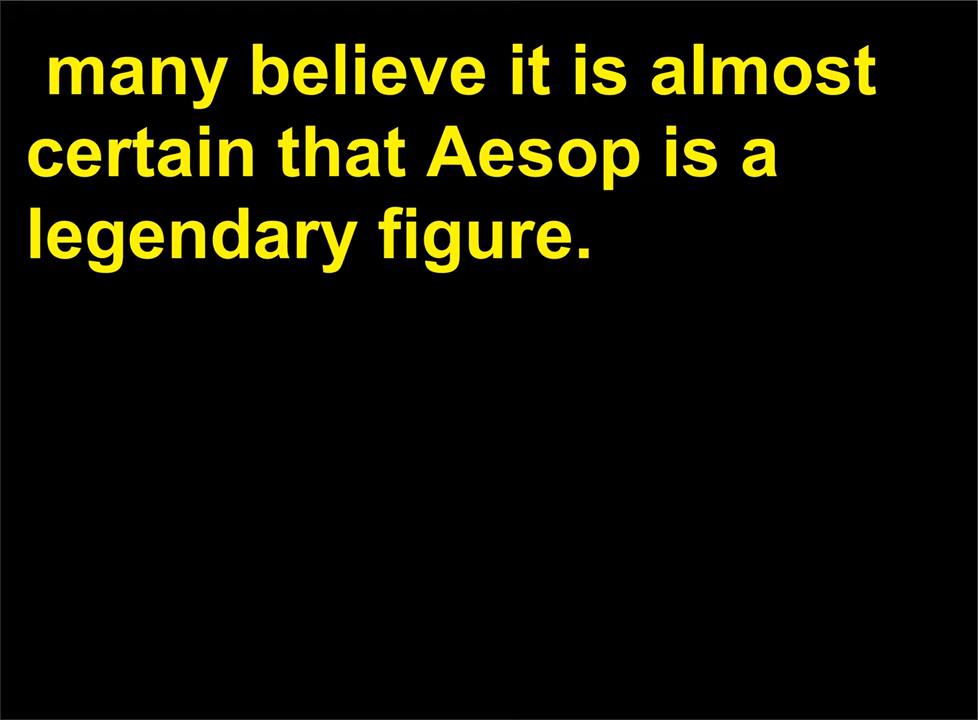 many believe it is almost
certain that Aesop is a
legendary figure.